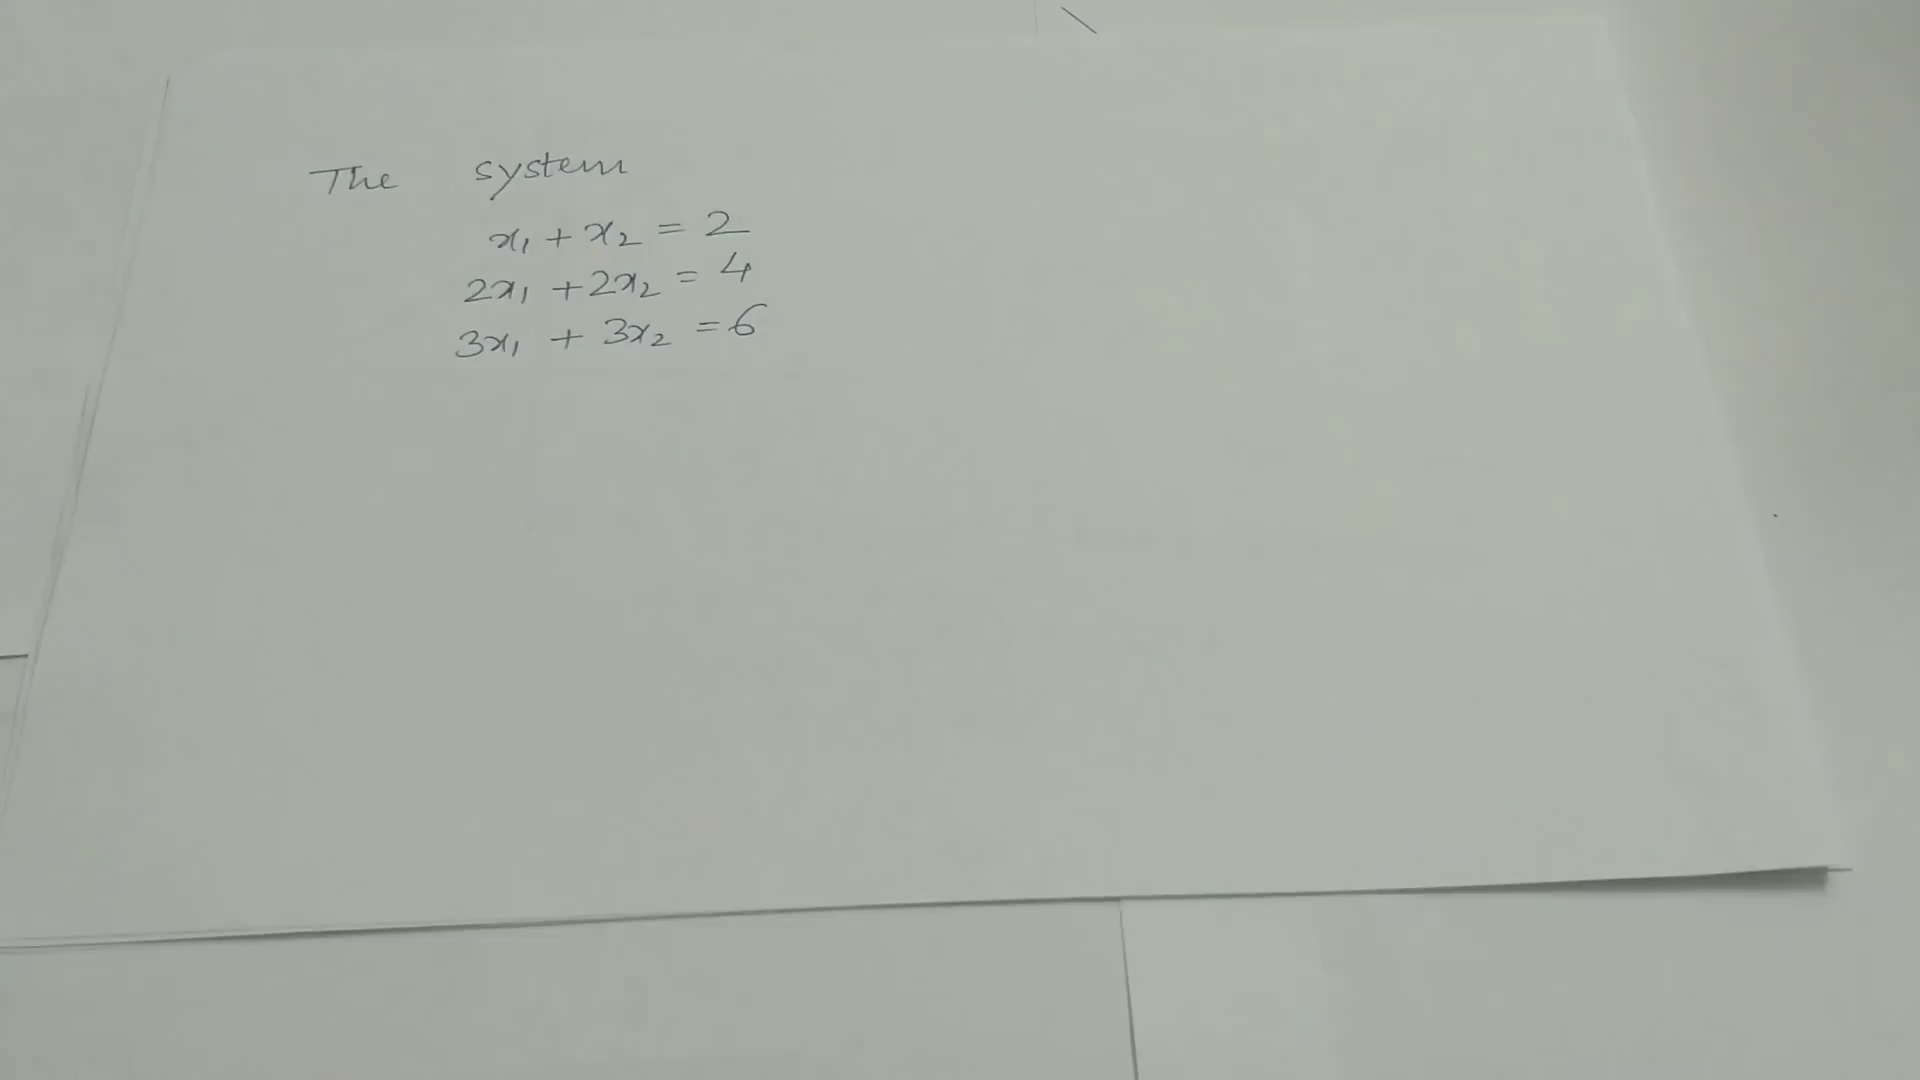 The system
x₁ + x₂ = 2
2x₁ + 2x₂ = 4
3x₁ + 3x₂ = 6